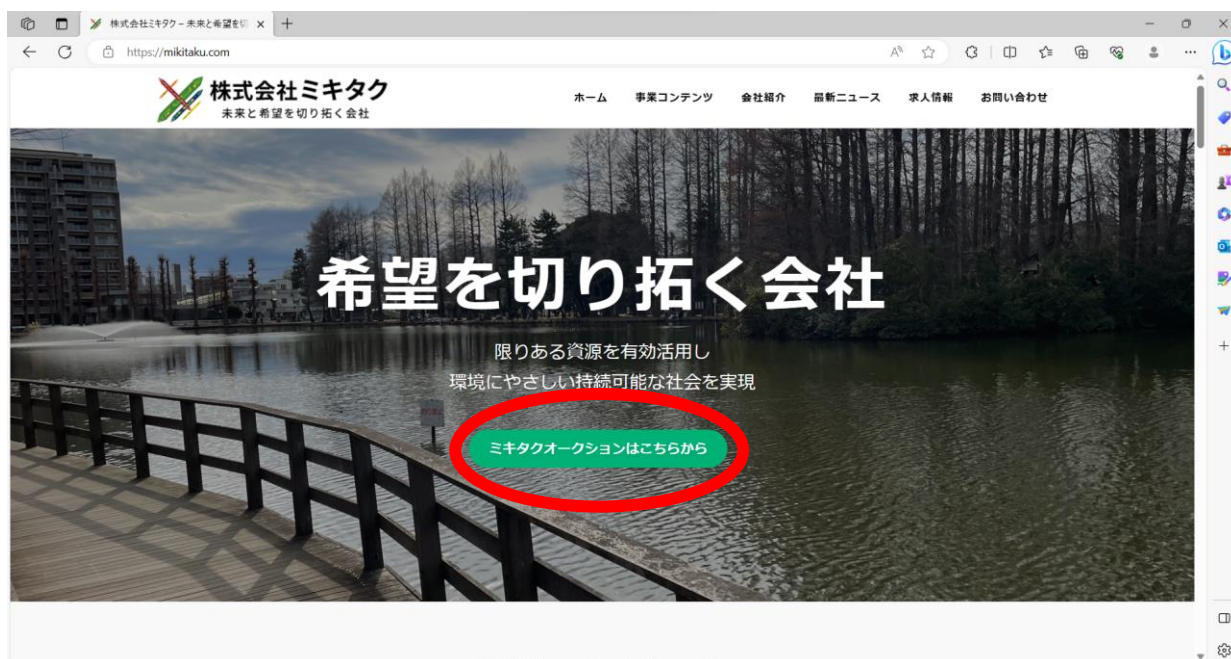 株式会社ミキタク – 未来と希望を切
https://mikitaku.com
株式会社ミキタク
未来と希望を切り拓く会社
ホーム 事業コンテンツ 会社紹介 最新ニュース 求人情報 お問い合わせ
希望を切り拓く会社
限りある資源を有効活用し
環境にやさしい持続可能な社会を実現
ミキタクオークションはこちらから